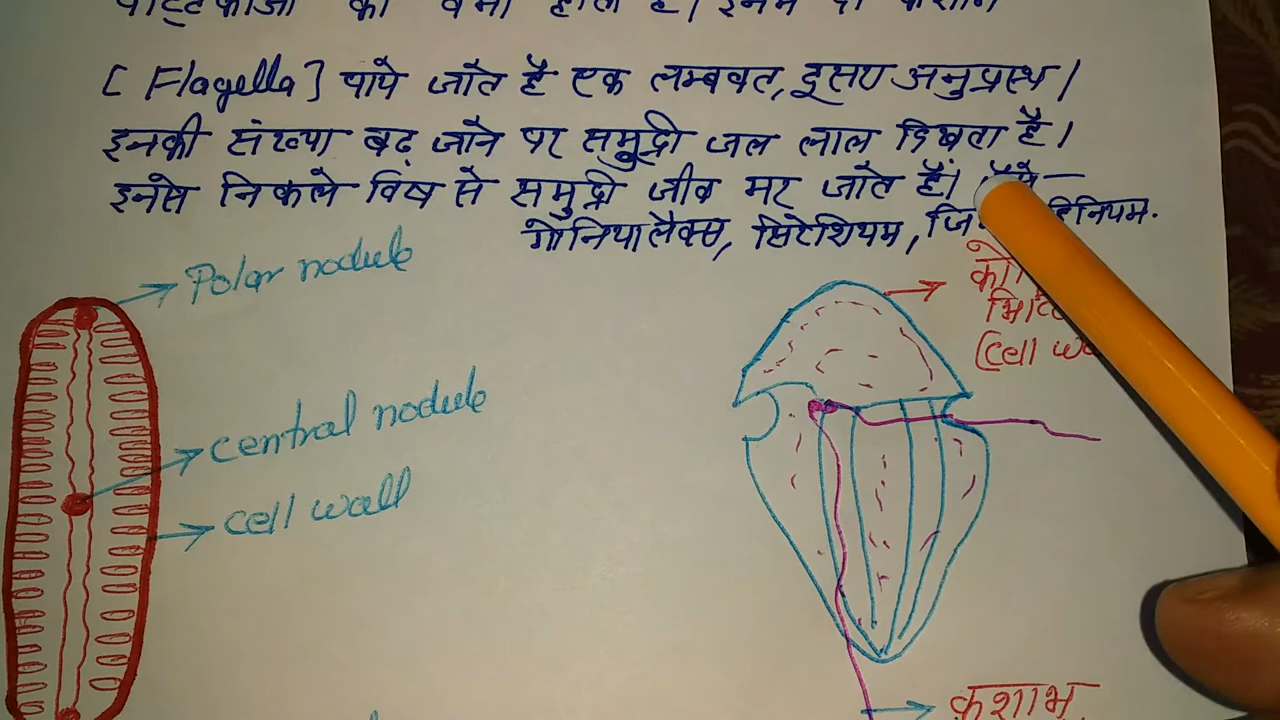 [Flagella] पाये जाते है एक लम्बवत, दूसरा अनुप्रस्थ।
इनकी संख्या बढ़ जाने पर समुद्री जल लाल दिखता है।
इनसे निकले विष से समुद्री जीव मर जाते हैं। जैसे—
गोनियालैक्स, सिरेशियम,
Polar nodule
central nodule
cell wall
(cell
कशाभ